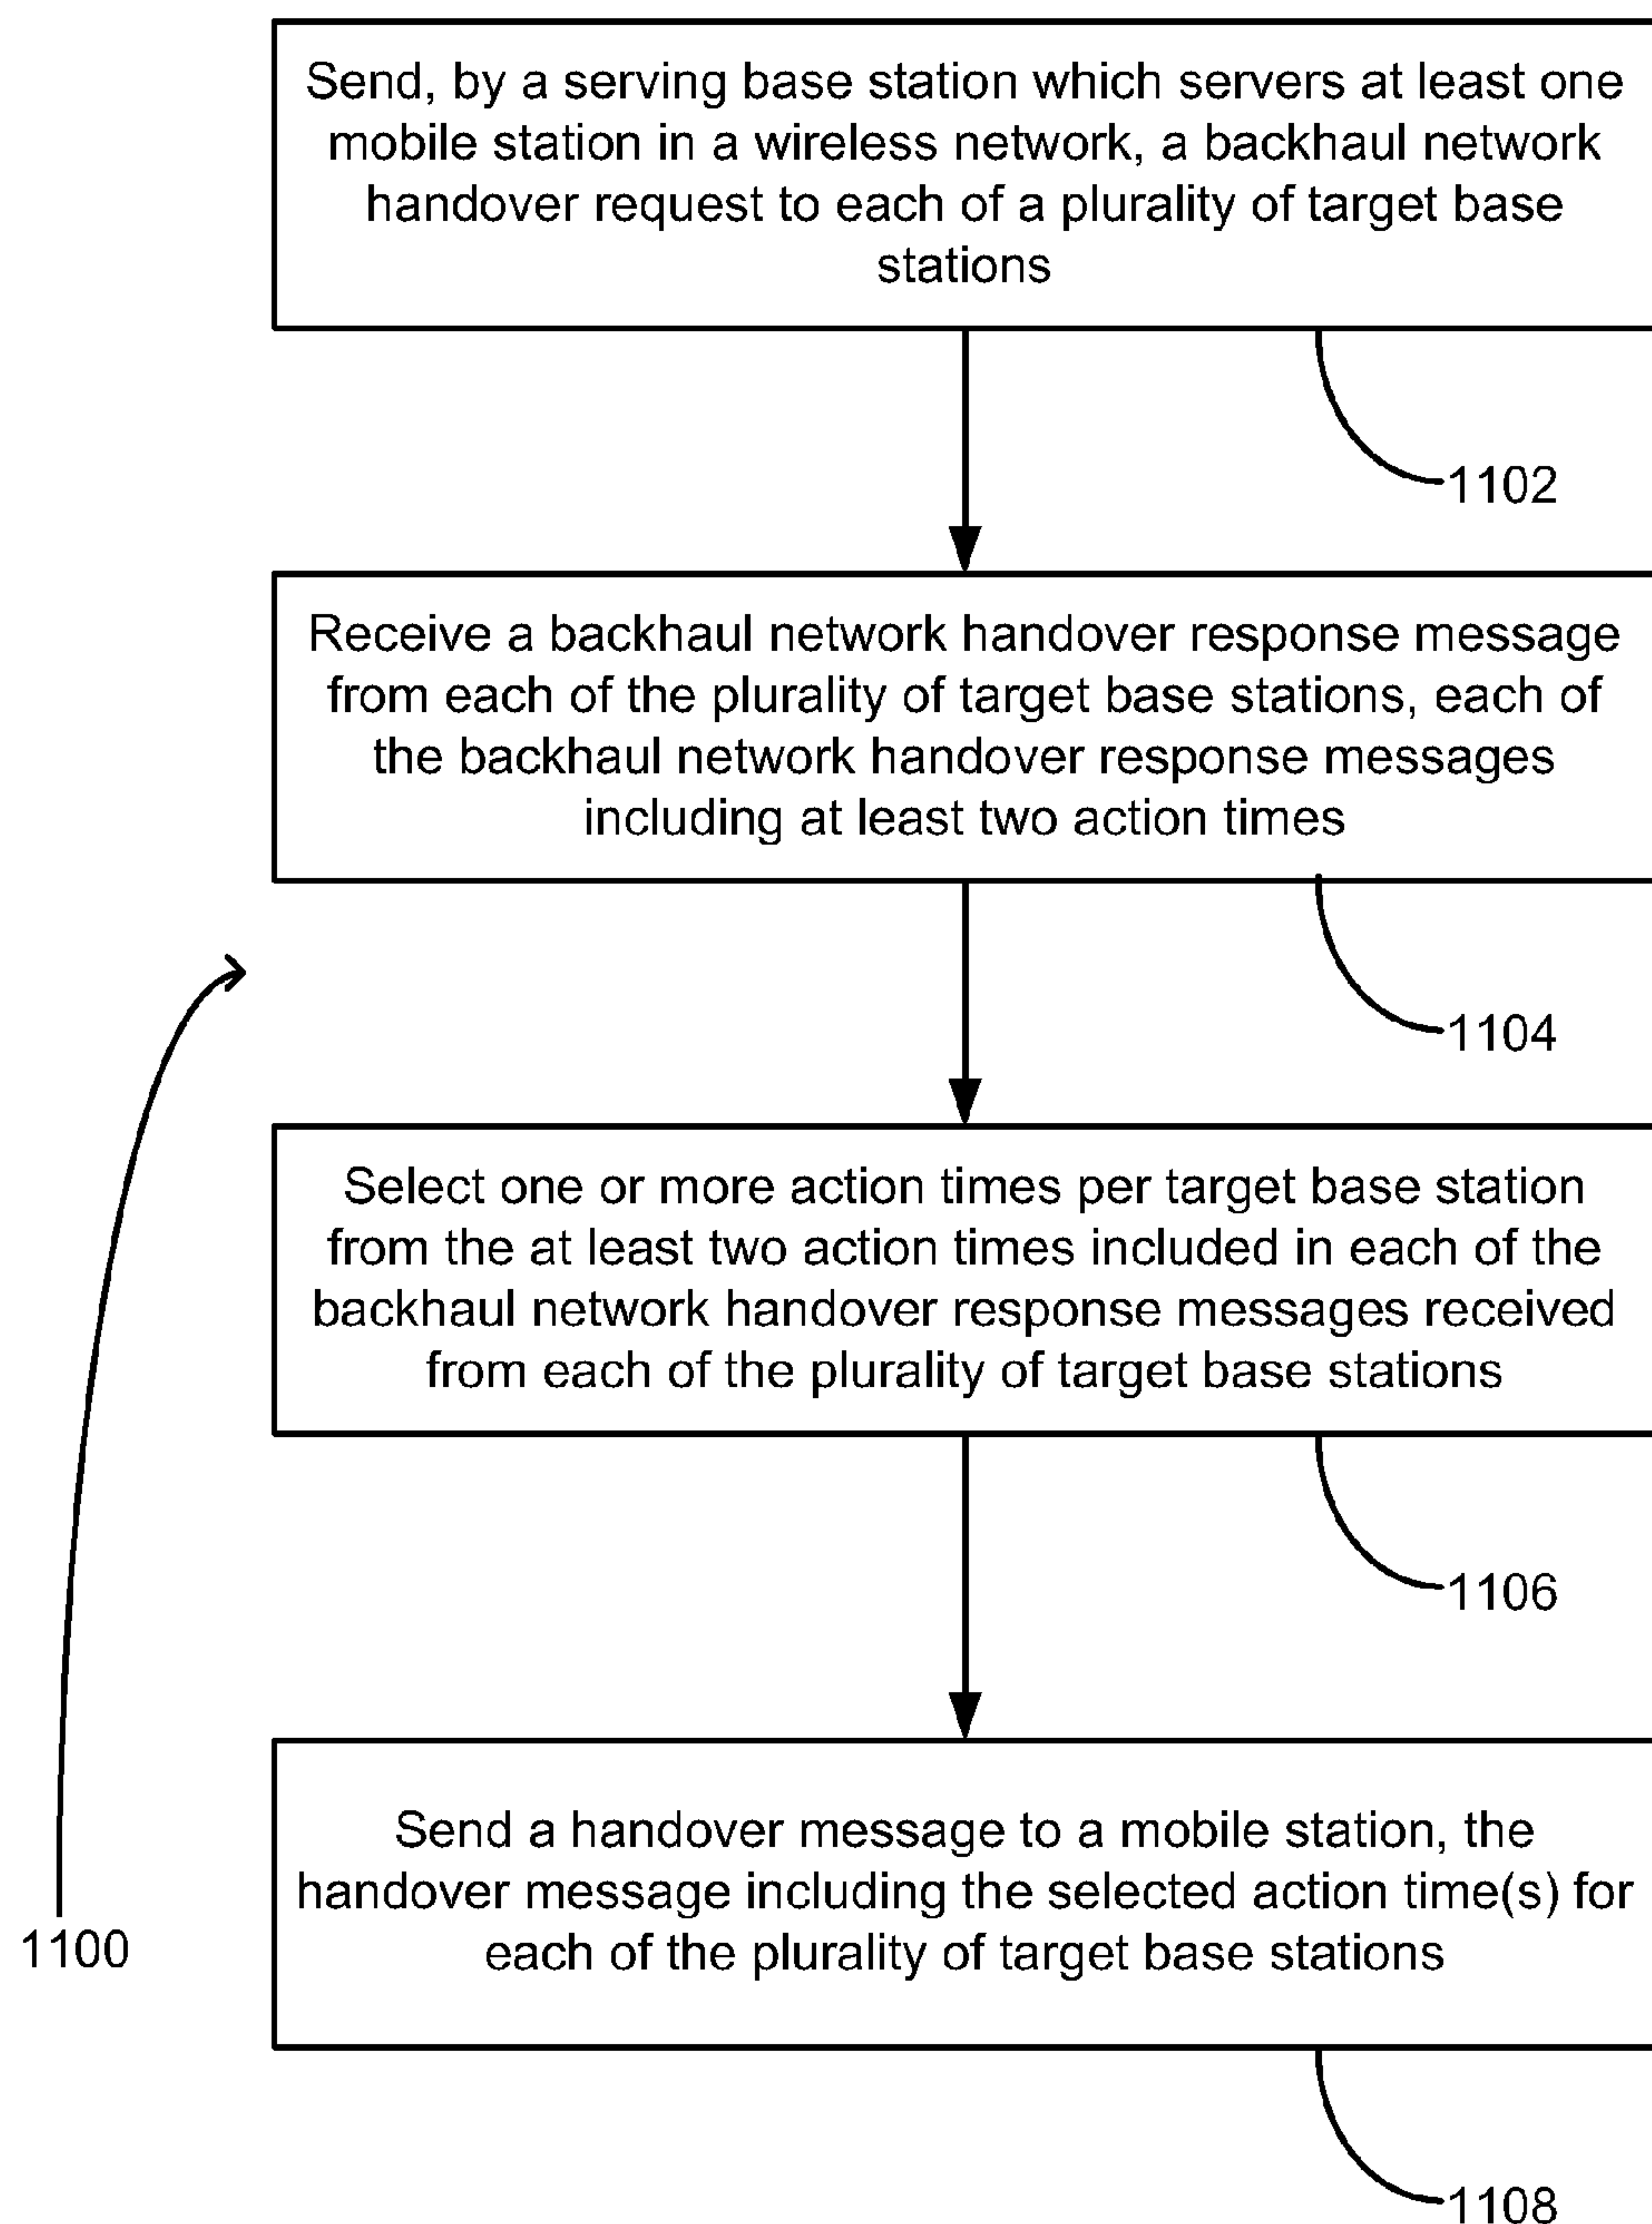 Send, by a serving base station which servers at least one
mobile station in a wireless network, a backhaul network
handover request to each of a plurality of target base
stations
1102
Receive a backhaul network handover response message
from each of the plurality of target base stations, each of
the backhaul network handover response messages
including at least two action times
1104
Select one or more action times per target base station
from the at least two action times included in each of the
backhaul network handover response messages received
from each of the plurality of target base stations
1106
Send a handover message to a mobile station, the
handover message including the selected action time(s) for
each of the plurality of target base stations
1100
1108